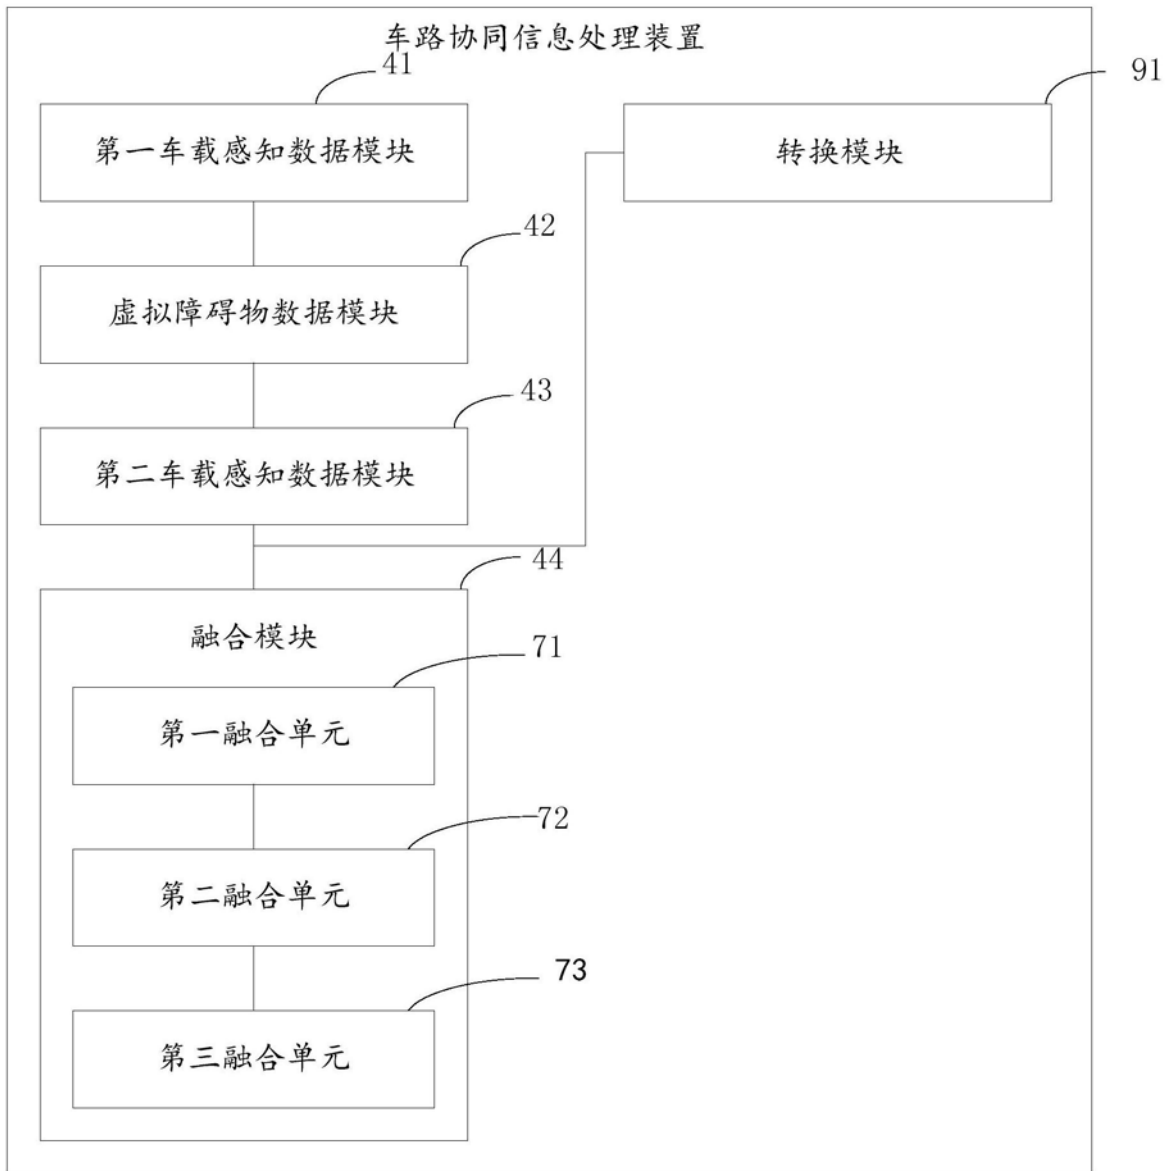 车路协同信息处理装置
41
91
第一车载感知数据模块
转换模块
42
虚拟障碍物数据模块
43
第二车载感知数据模块
44
融合模块
71
第一融合单元
72
第二融合单元
73
第三融合单元